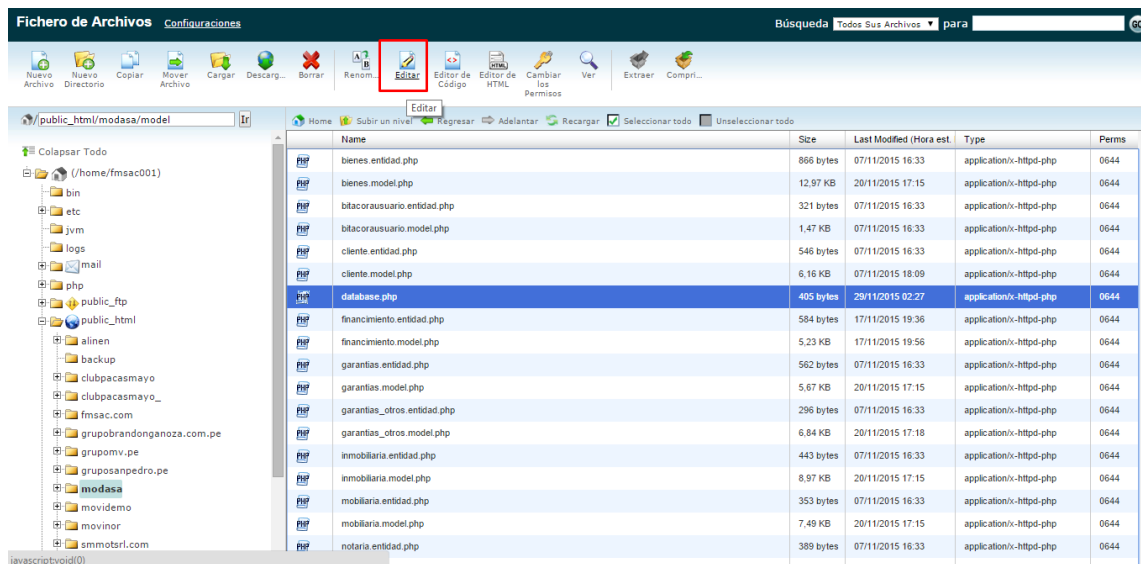 Fichero de Archivos Configuraciones Búsqueda Todos Sus Archivos para
Nuevo Archivo Nuevo Directorio Copiar Mover Archivo Cargar Descarg... Borrar Renom... Editar Editor de Código Editor de HTML Cambiar los Permisos Ver Extraer Compri...
Editar
/public_html/modasa/model Ir Home Subir un nivel Regresar Adelantar Recargar Seleccionar todo Unseleccionar todo
Name Size Last Modified (Hora est. Type Perms
Colapsar Todo
(/home/fmsac001)
bin
etc
jvm
logs
mail
php
public_ftp
public_html
alinen
backup
clubpacasmayo
clubpacasmayo_
fmsac.com
grupobrandonganoza.com.pe
grupomv.pe
gruposanpedro.pe
modasa
movidemo
movinor
smmotsrl.com
javascript:void(0)
bienes.entidad.php 866 bytes 07/11/2015 16:33 application/x-httpd-php 0644
bienes.model.php 12,97 KB 20/11/2015 17:15 application/x-httpd-php 0644
bitacorausuario.entidad.php 321 bytes 07/11/2015 16:33 application/x-httpd-php 0644
bitacorausuario.model.php 1,47 KB 07/11/2015 16:33 application/x-httpd-php 0644
cliente.entidad.php 546 bytes 07/11/2015 16:33 application/x-httpd-php 0644
cliente.model.php 6,16 KB 07/11/2015 18:09 application/x-httpd-php 0644
database.php 405 bytes 29/11/2015 02:27 application/x-httpd-php 0644
financimiento.entidad.php 584 bytes 17/11/2015 19:36 application/x-httpd-php 0644
financimiento.model.php 5,23 KB 17/11/2015 19:56 application/x-httpd-php 0644
garantias.entidad.php 562 bytes 07/11/2015 16:33 application/x-httpd-php 0644
garantias.model.php 5,67 KB 20/11/2015 17:15 application/x-httpd-php 0644
garantias_otros.entidad.php 296 bytes 07/11/2015 16:33 application/x-httpd-php 0644
garantias_otros.model.php 6,84 KB 20/11/2015 17:18 application/x-httpd-php 0644
inmobiliaria.entidad.php 443 bytes 07/11/2015 16:33 application/x-httpd-php 0644
inmobiliaria.model.php 8,97 KB 20/11/2015 17:15 application/x-httpd-php 0644
mobiliaria.entidad.php 353 bytes 07/11/2015 16:33 application/x-httpd-php 0644
mobiliaria.model.php 7,49 KB 20/11/2015 17:15 application/x-httpd-php 0644
notaria.entidad.php 389 bytes 07/11/2015 16:33 application/x-httpd-php 0644